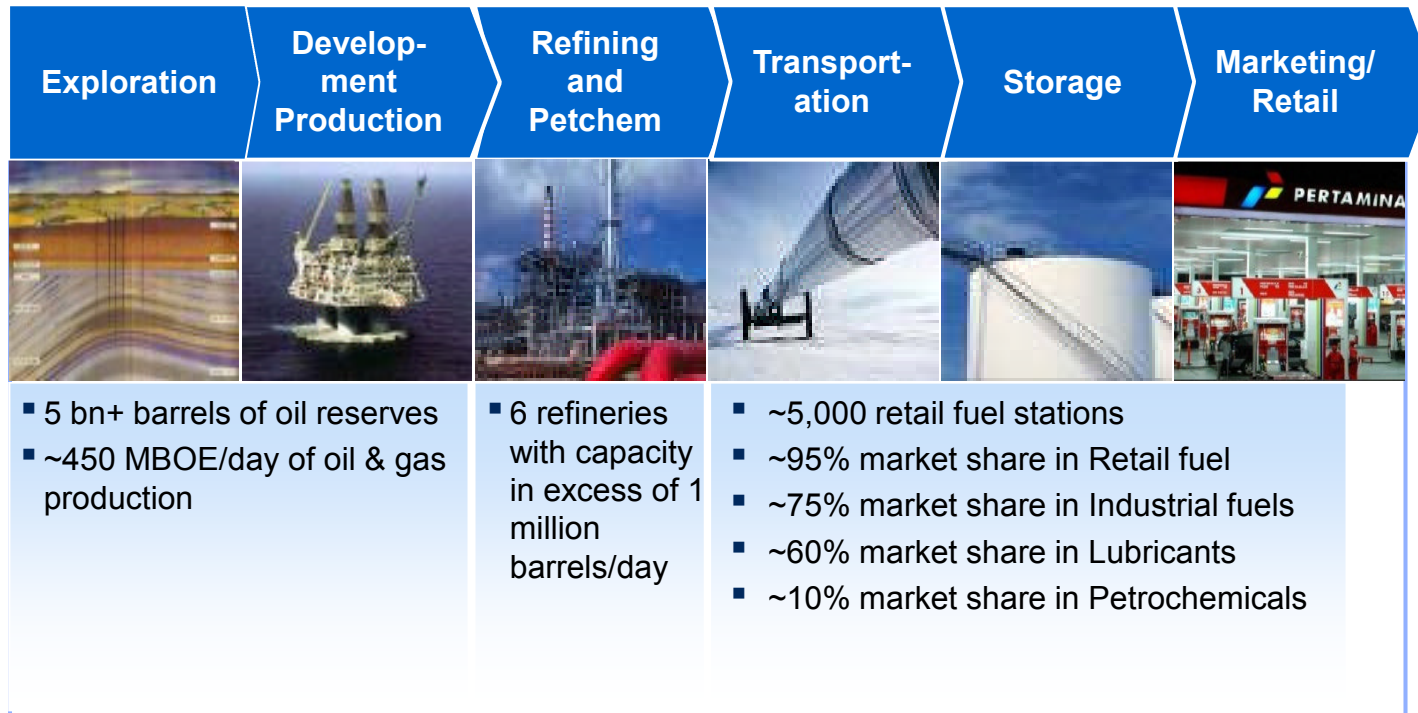 Exploration
Develop-
ment
Production
Refining
and
Petchem
Transport-
ation
Storage
Marketing/
Retail
PERTAMINA
▪ 5 bn+ barrels of oil reserves
▪ ~450 MBOE/day of oil & gas
production
▪ 6 refineries
with capacity
in excess of 1
million
barrels/day
▪ ~5,000 retail fuel stations
▪ ~95% market share in Retail fuel
▪ ~75% market share in Industrial fuels
▪ ~60% market share in Lubricants
▪ ~10% market share in Petrochemicals